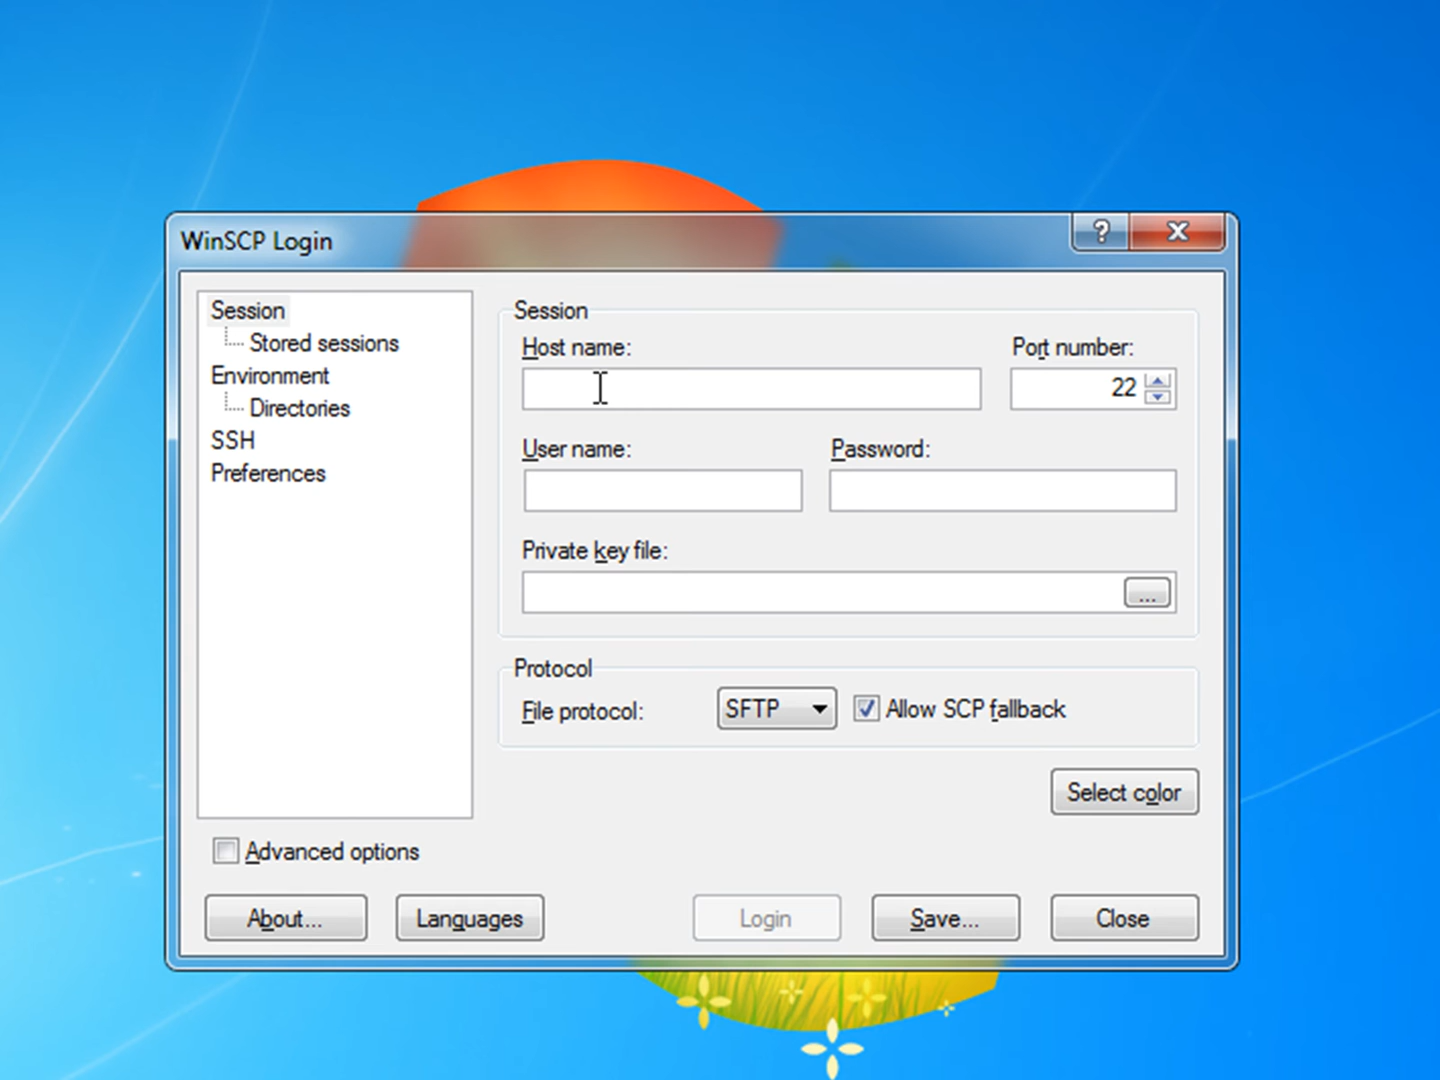 WinSCP Login
?
X
Session
Stored sessions
Environment
Directories
SSH
Preferences
Session
Host name:
Port number:
22
User name:
Password:
Private key file:
...
Protocol
File protocol:
SFTP
Allow SCP fallback
Select color
Advanced options
About...
Languages
Login
Save...
Close